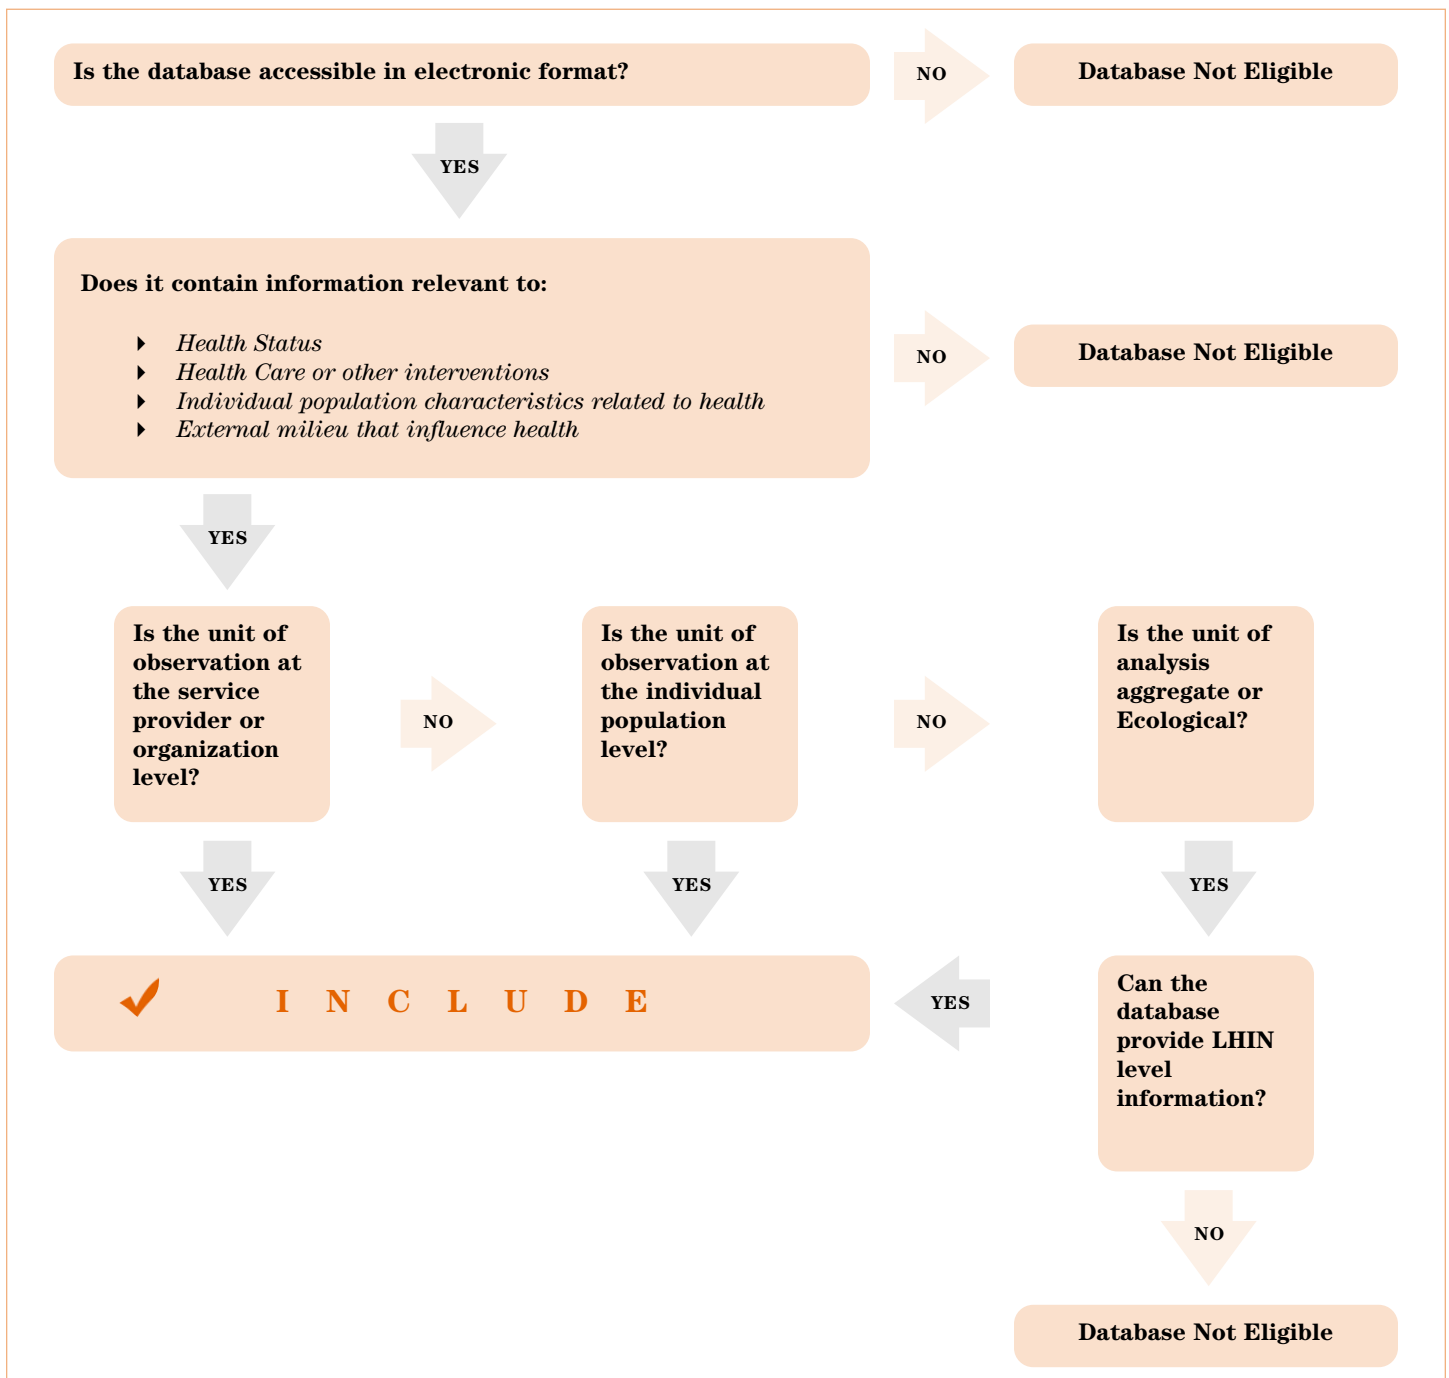 Is the database accessible in electronic format?
NO
Database Not Eligible
YES
Does it contain information relevant to:
Health Status
Health Care or other interventions
Individual population characteristics related to health
External milieu that influence health
NO
Database Not Eligible
YES
Is the unit of
observation at
the service
provider or
organization
level?
NO
Is the unit of
observation at
the individual
population
level?
NO
Is the unit of
analysis
aggregate or
Ecological?
YES
YES
YES
I N C L U D E
YES
Can the
database
provide LHIN
level
information?
NO
Database Not Eligible